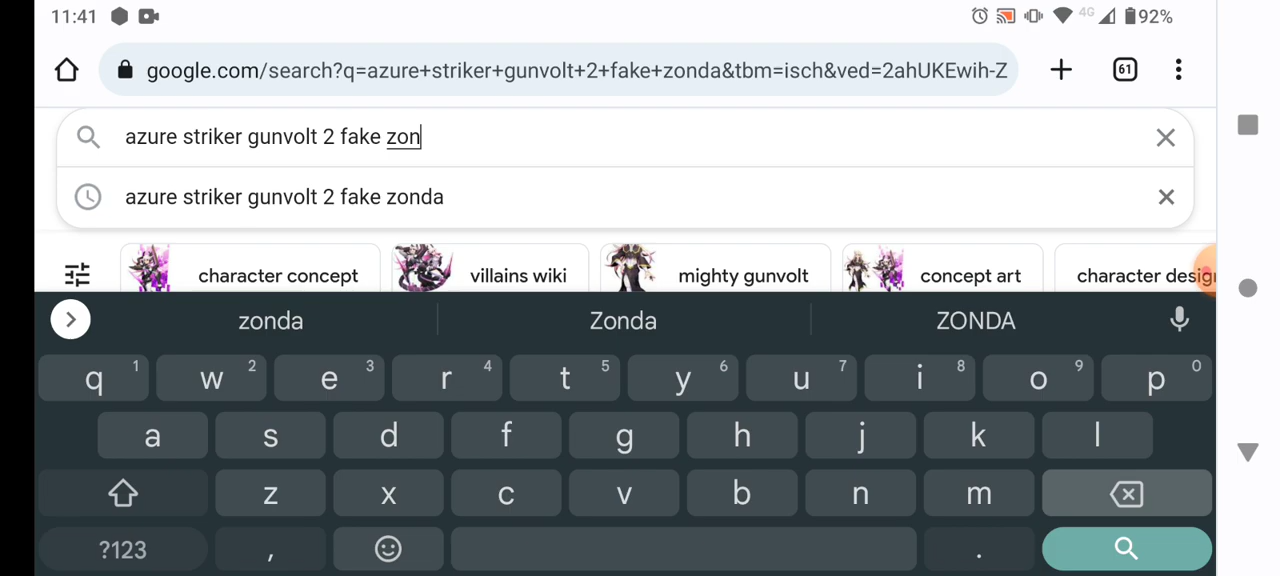 11:41 4G 92%
google.com/search?q=azure+striker+gunvolt+2+fake+zonda&tbm=isch&ved=2ahUKEwih-Z
61
azure striker gunvolt 2 fake zon
azure striker gunvolt 2 fake zonda
character concept villains wiki mighty gunvolt concept art character desig
zonda Zonda ZONDA
q 1 w 2 e 3 r 4 t 5 y 6 u 7 i 8 o 9 p 0
a s d f g h j k l
z x c v b n m
?123 , .